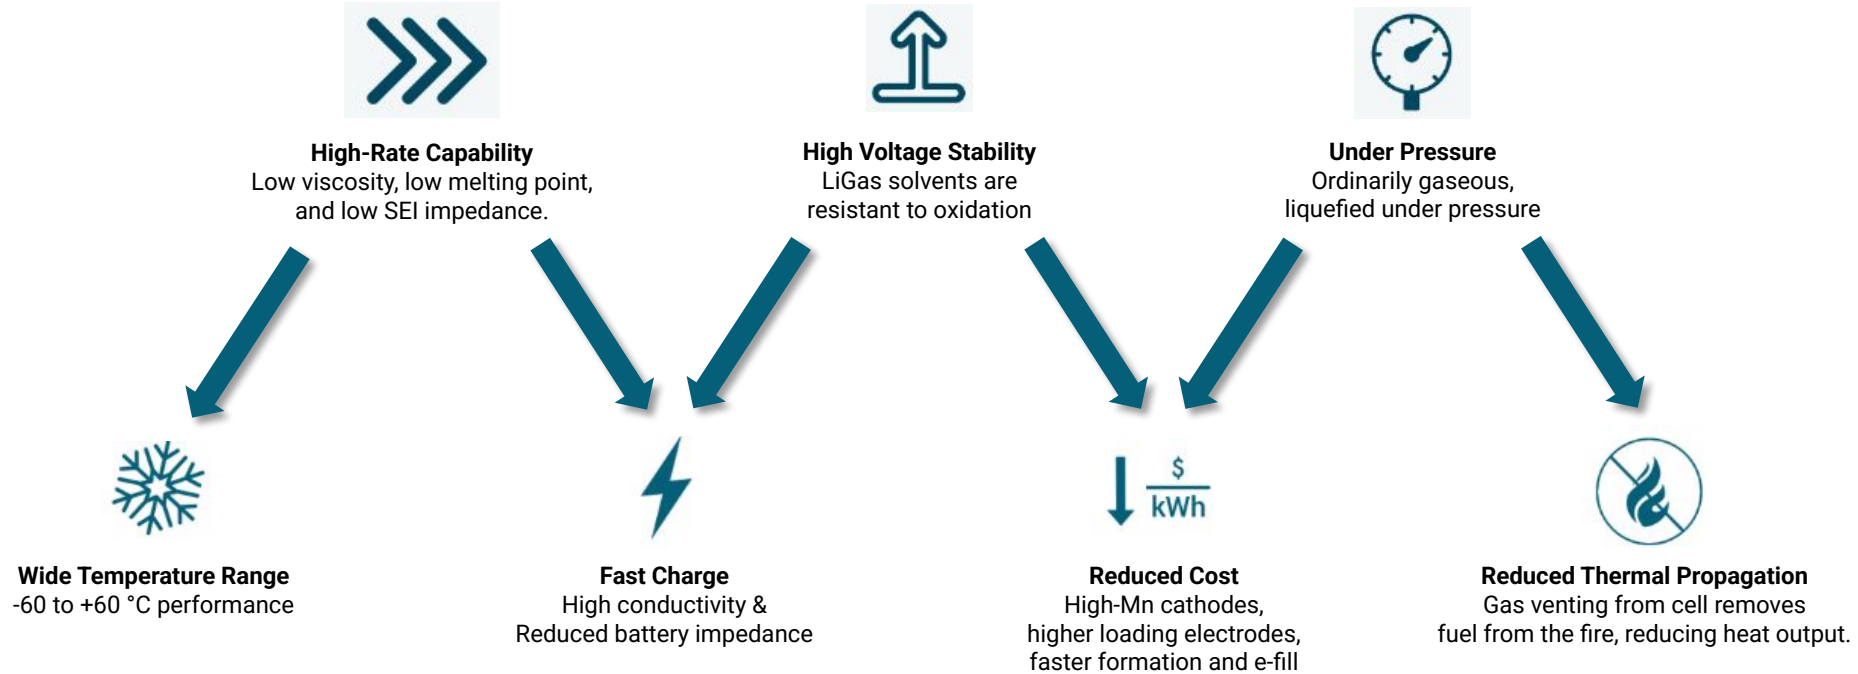 High-Rate Capability
Low viscosity, low melting point,
and low SEI impedance.
High Voltage Stability
LiGas solvents are
resistant to oxidation
Under Pressure
Ordinarily gaseous,
liquefied under pressure
Wide Temperature Range
-60 to +60 °C performance
Fast Charge
High conductivity &
Reduced battery impedance
$
kWh
Reduced Cost
High-Mn cathodes,
higher loading electrodes,
faster formation and e-fill
Reduced Thermal Propagation
Gas venting from cell removes
fuel from the fire, reducing heat output.